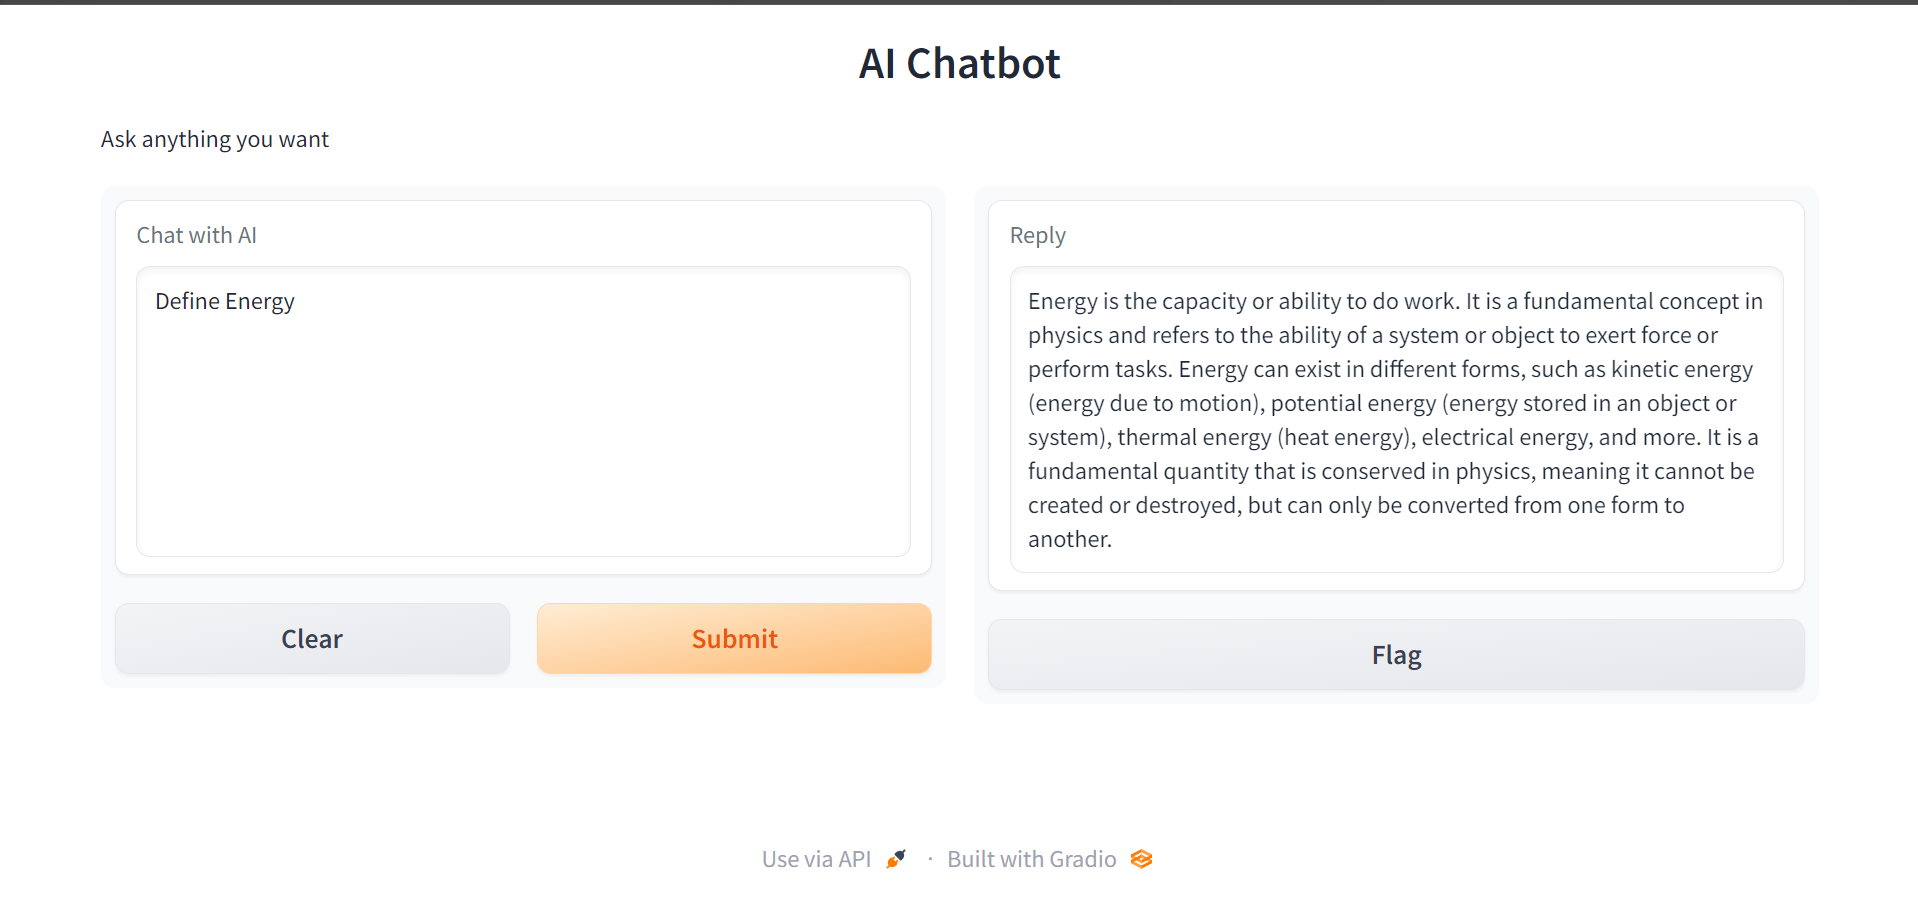 AI Chatbot
Ask anything you want
Chat with AI
Define Energy
Clear
Submit
Reply
Energy is the capacity or ability to do work. It is a fundamental concept in
physics and refers to the ability of a system or object to exert force or
perform tasks. Energy can exist in different forms, such as kinetic energy
(energy due to motion), potential energy (energy stored in an object or
system), thermal energy (heat energy), electrical energy, and more. It is a
fundamental quantity that is conserved in physics, meaning it cannot be
created or destroyed, but can only be converted from one form to
another.
Flag
Use via API · Built with Gradio